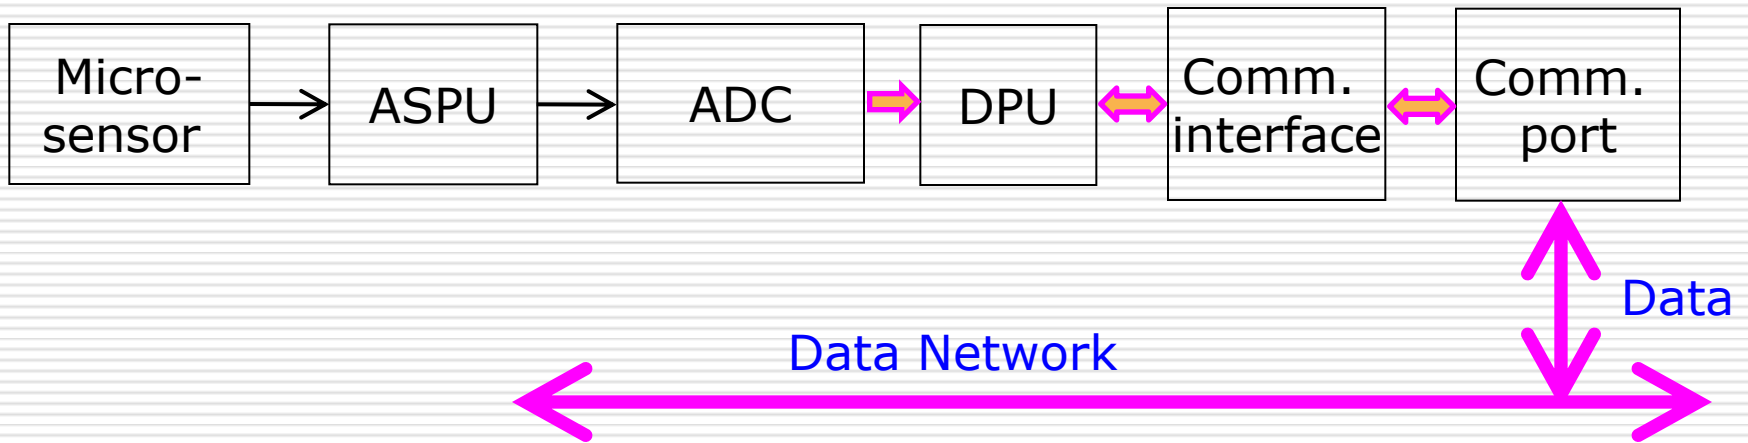 Micro-
sensor
ASPU
ADC
DPU
Comm.
interface
Comm.
port
Data
Data Network